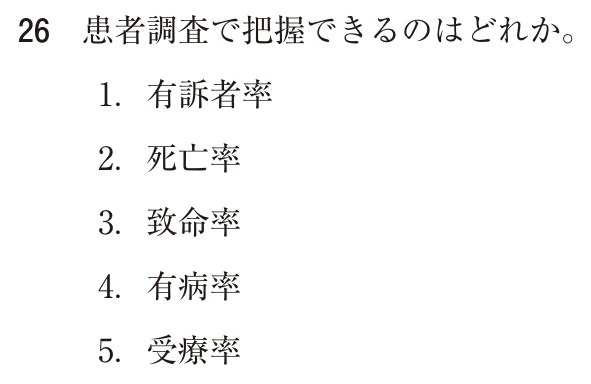 26 患者調査で把握できるのはどれか。
1. 有訴者率
2. 死亡率
3. 致命率
4. 有病率
5. 受療率